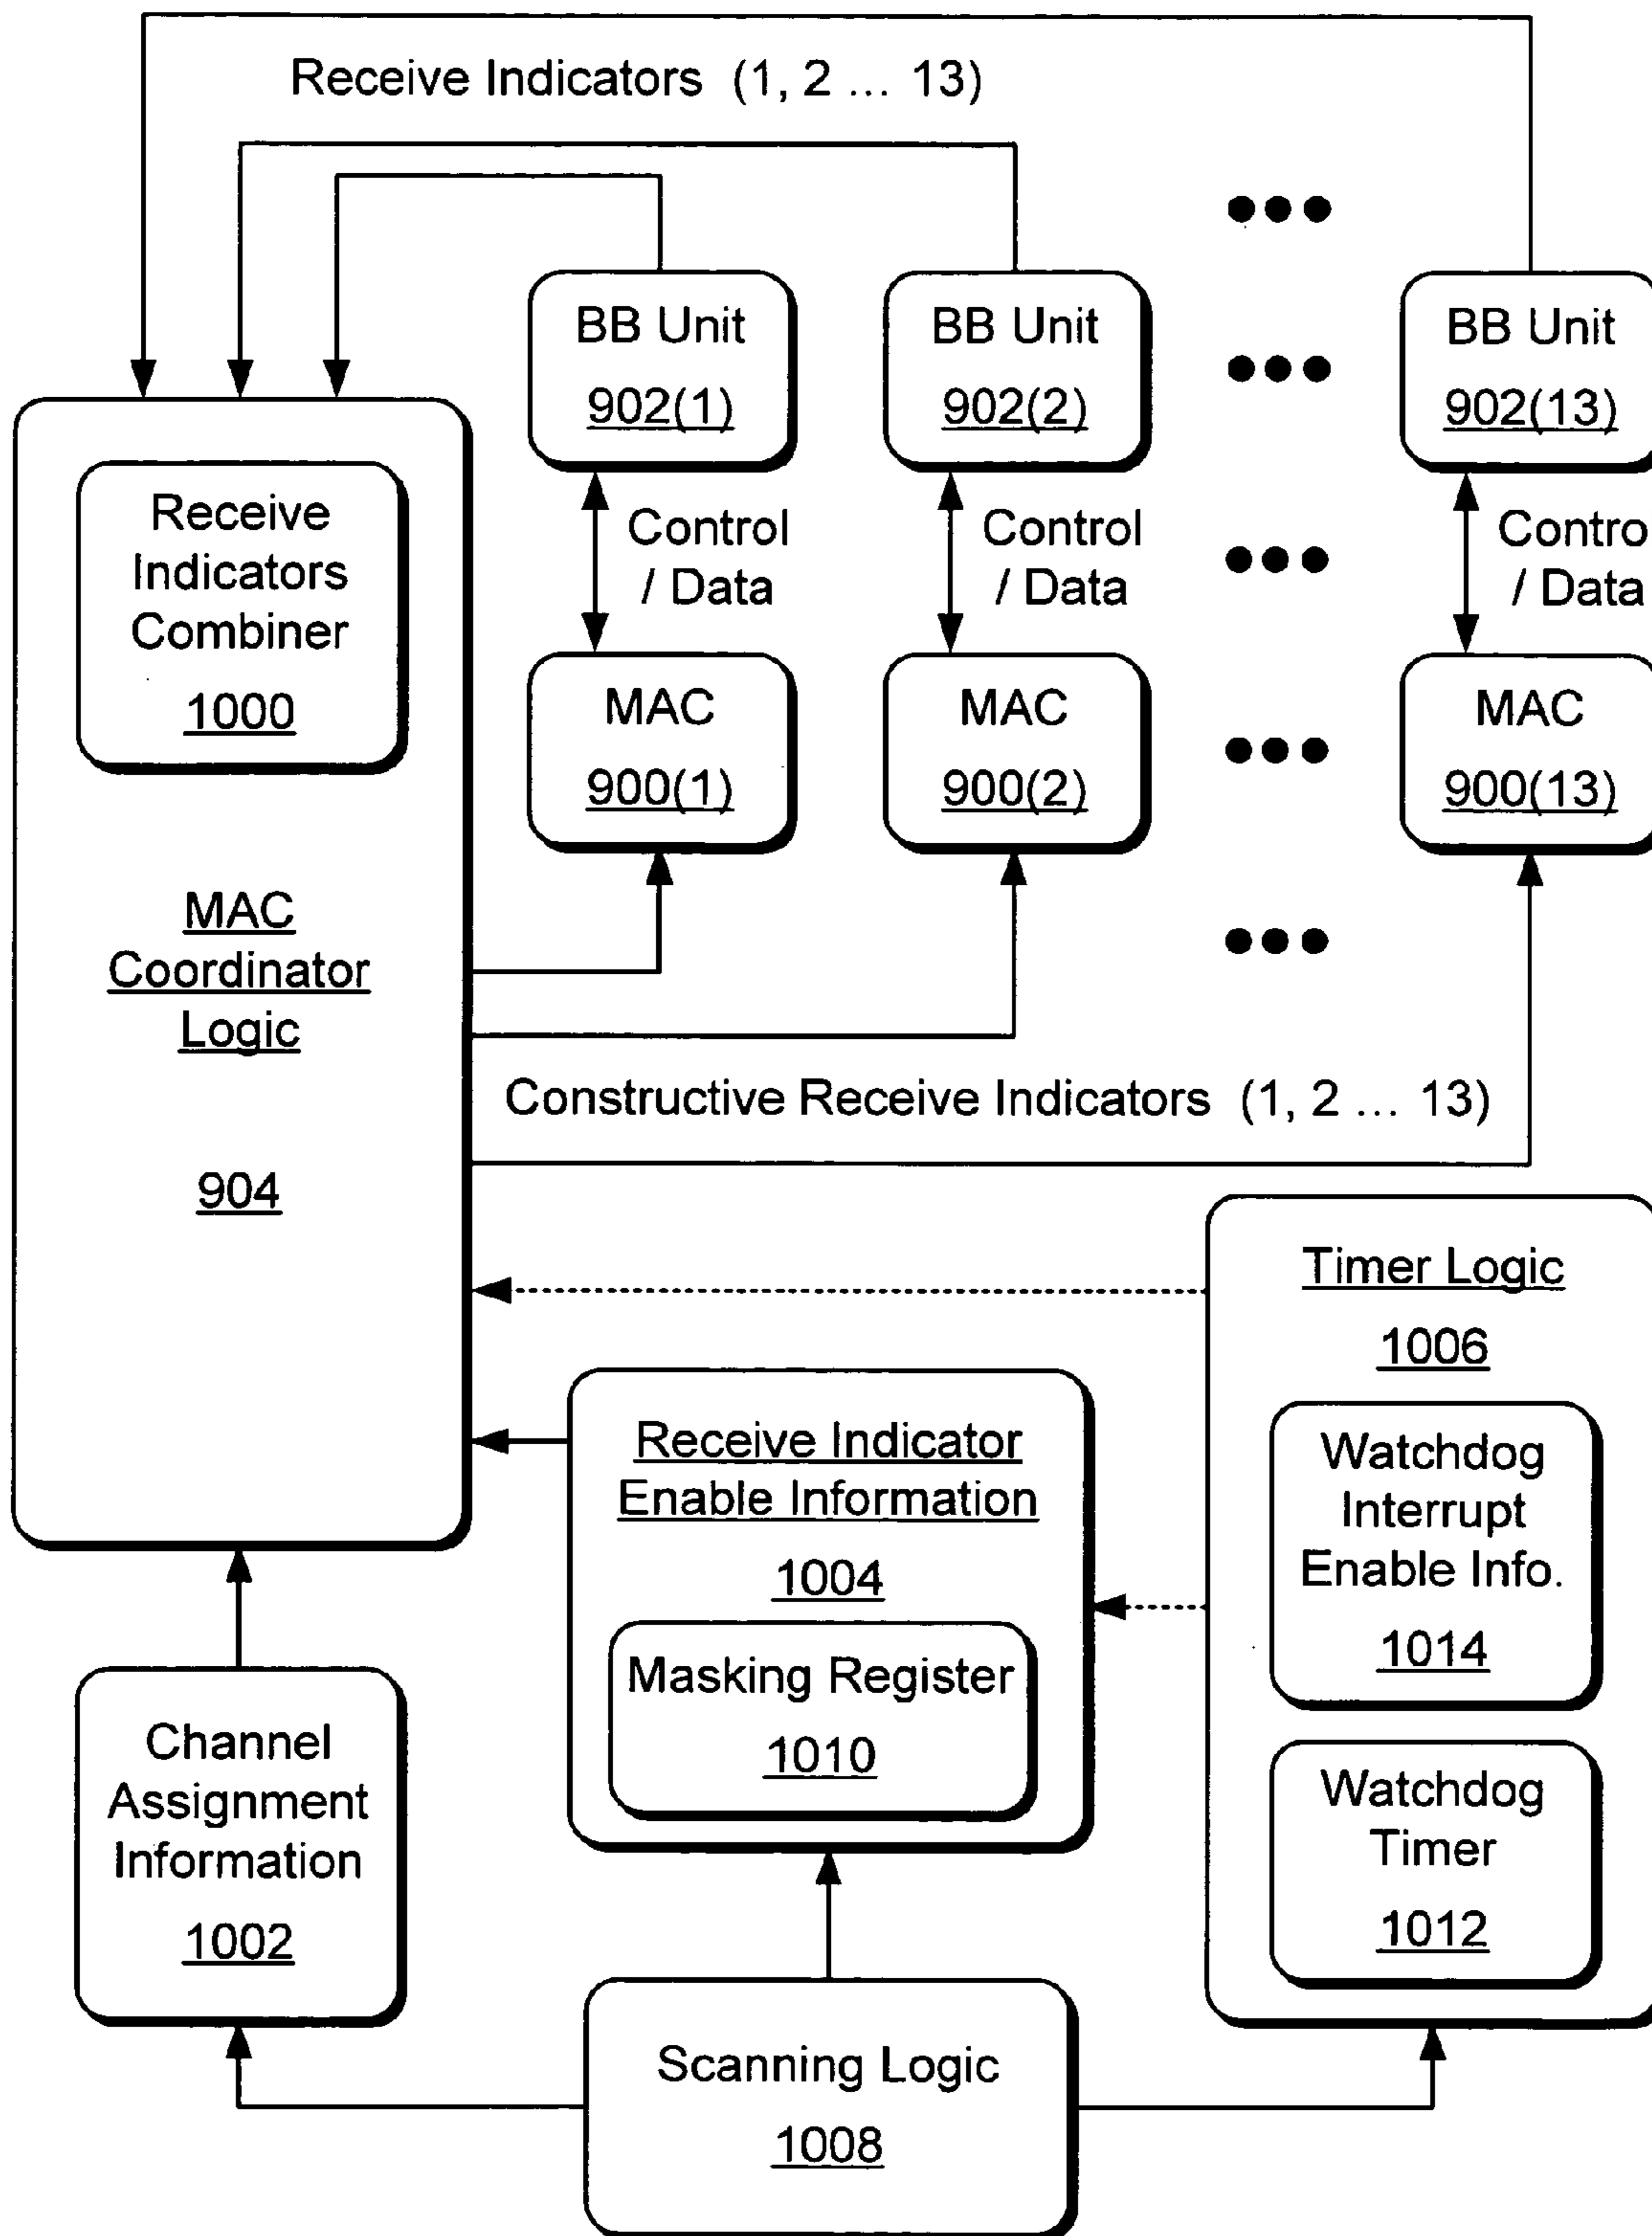 Receive Indicators (1, 2 ... 13)
BB Unit
902(1)
BB Unit
902(2)
BB Unit
902(13)
Receive
Indicators
Combiner
1000
Control
/ Data
Control
/ Data
Contro
/ Data
MAC
900(1)
MAC
900(2)
MAC
900(13)
MAC
Coordinator
Logic
904
Constructive Receive Indicators (1, 2 ... 13)
Timer Logic
1006
Watchdog
Interrupt
Enable Info.
1014
Watchdog
Timer
1012
Receive Indicator
Enable Information
1004
Masking Register
1010
Channel
Assignment
Information
1002
Scanning Logic
1008